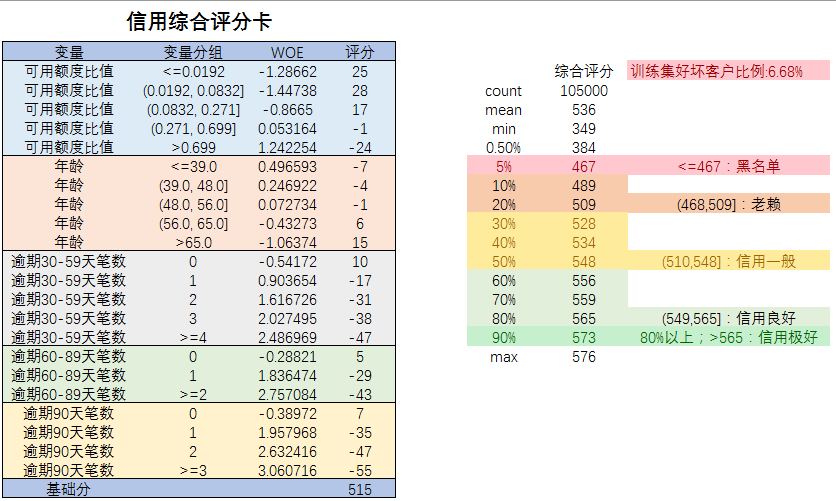 信用综合评分卡
变量 变量分组 WOE 评分
可用额度比值 <=0.0192 -1.28662 25
可用额度比值 (0.0192, 0.0832] -1.44738 28
可用额度比值 (0.0832, 0.271] -0.8665 17
可用额度比值 (0.271, 0.699] 0.053164 -1
可用额度比值 >0.699 1.242254 -24
年龄 <=39.0 0.496593 -7
年龄 (39.0, 48.0] 0.246922 -4
年龄 (48.0, 56.0] 0.072734 -1
年龄 (56.0, 65.0] -0.43273 6
年龄 >65.0 -1.06374 15
逾期30-59天笔数 0 -0.54172 10
逾期30-59天笔数 1 0.903654 -17
逾期30-59天笔数 2 1.616726 -31
逾期30-59天笔数 3 2.027495 -38
逾期30-59天笔数 >=4 2.486969 -47
逾期60-89天笔数 0 -0.28821 5
逾期60-89天笔数 1 1.836474 -29
逾期60-89天笔数 >=2 2.757084 -43
逾期90天笔数 0 -0.38972 7
逾期90天笔数 1 1.957968 -35
逾期90天笔数 2 2.632416 -47
逾期90天笔数 >=3 3.060716 -55
基础分 515
综合评分 训练集好坏客户比例:6.68%
count 105000
mean 536
min 349
0.50% 384
5% 467 <=467：黑名单
10% 489
20% 509 (468,509]：老赖
30% 528
40% 534
50% 548 (510,548]：信用一般
60% 556
70% 559
80% 565 (549,565]：信用良好
90% 573 80%以上；>565：信用极好
max 576